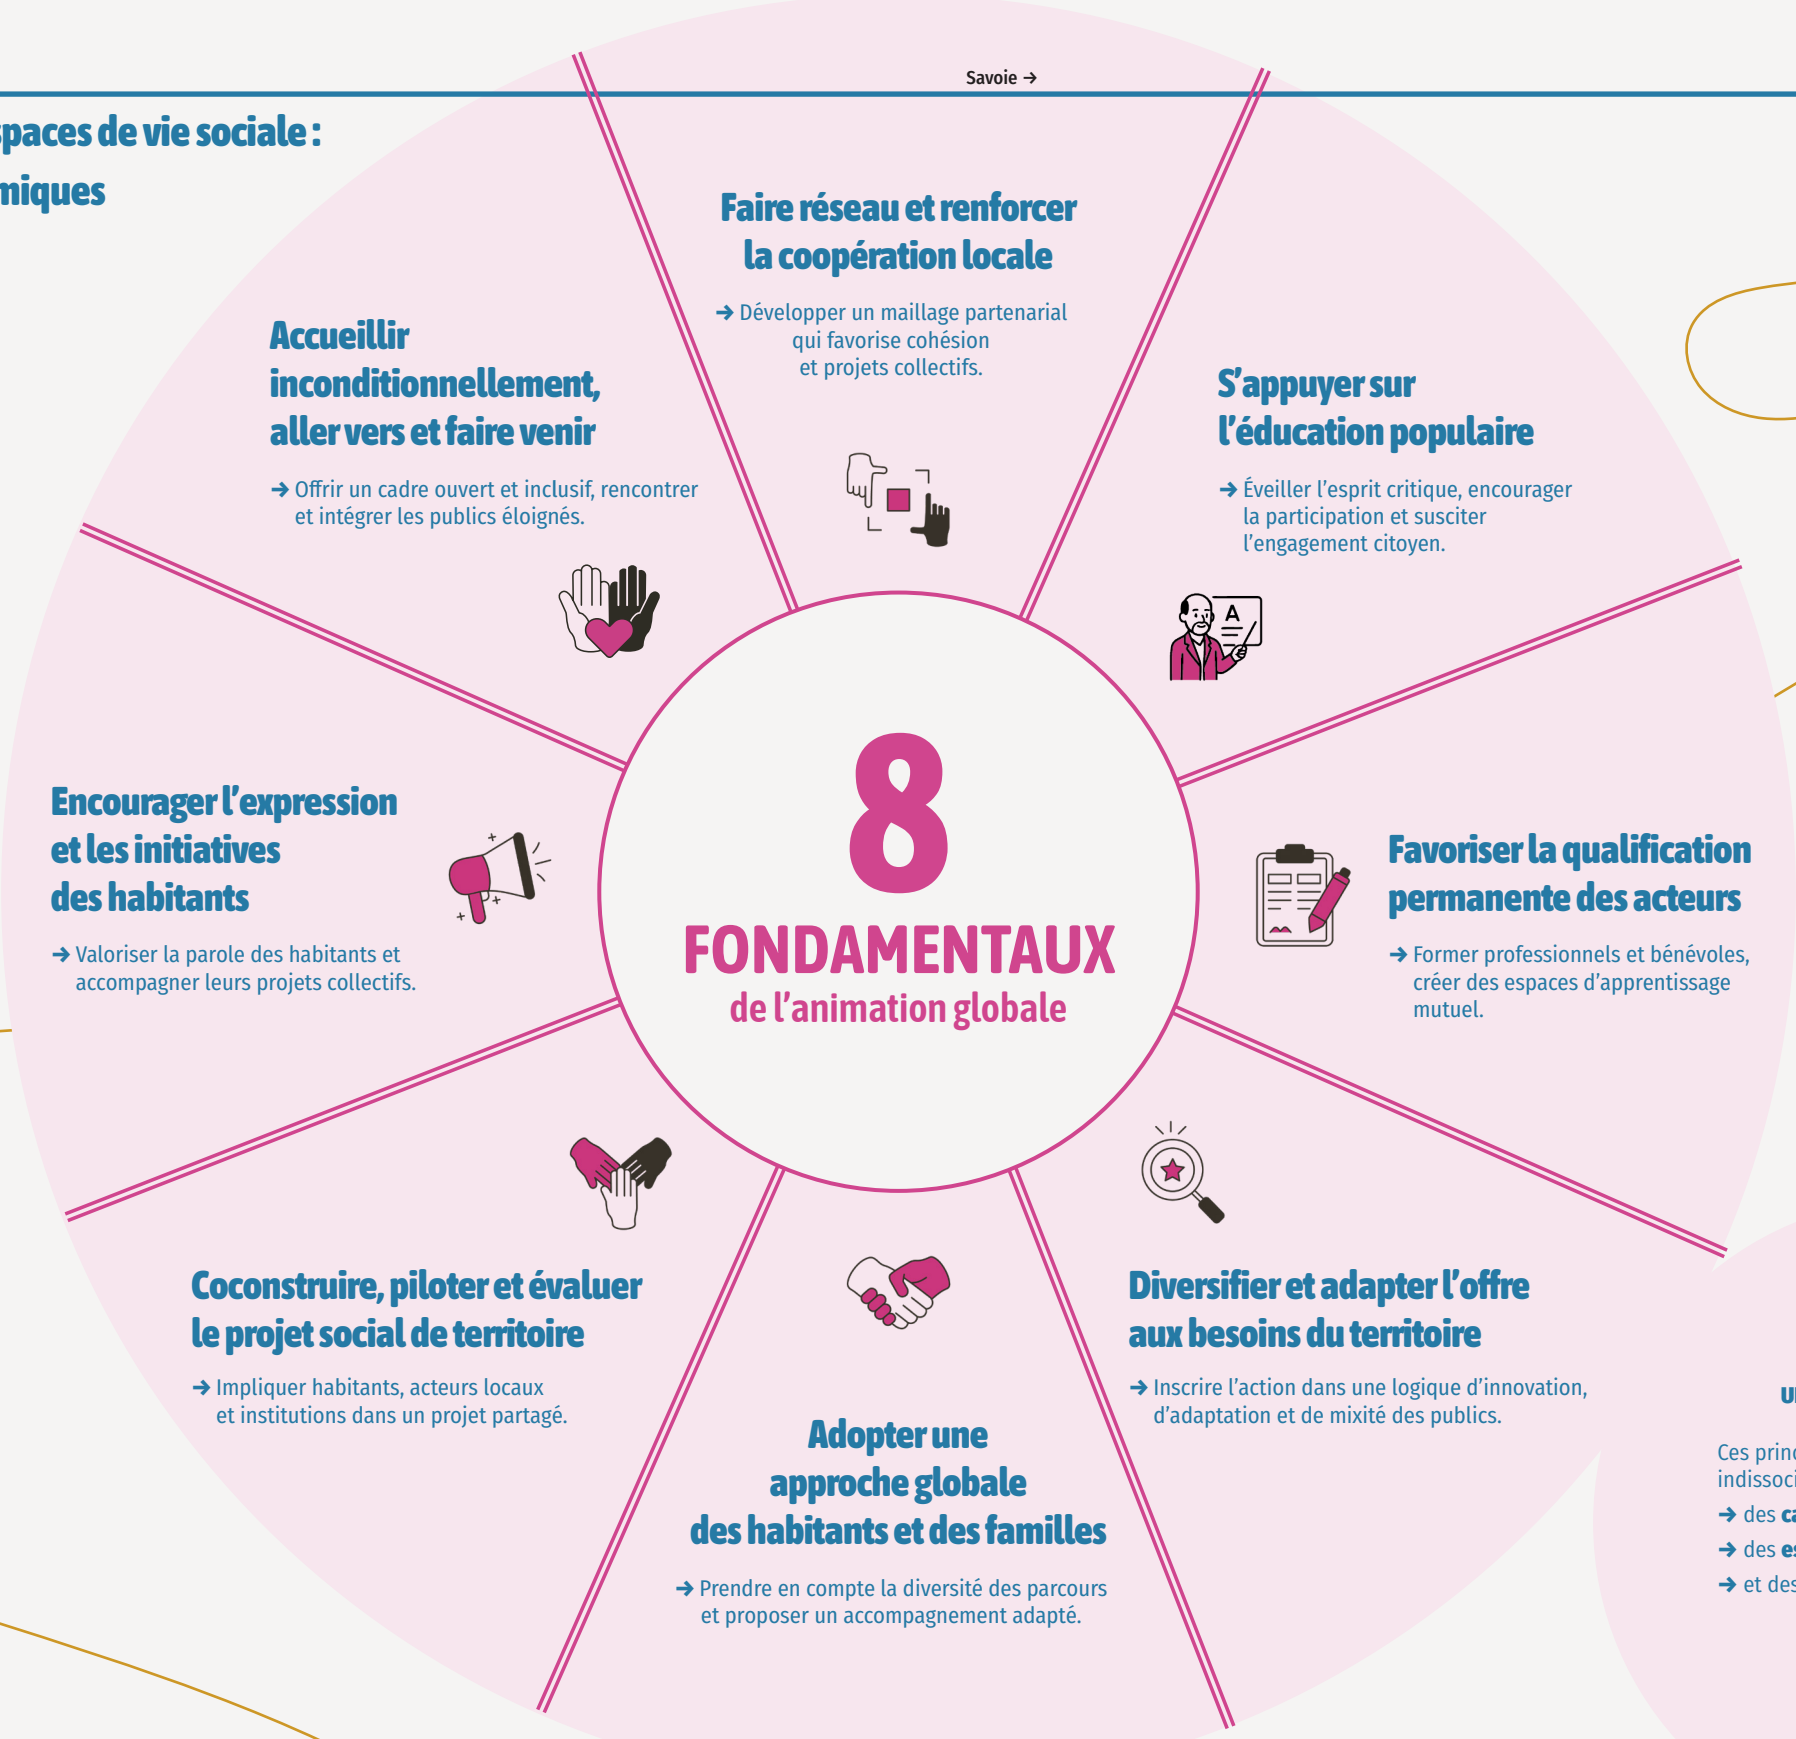 Savoie →
spaces de vie sociale :
miques
Faire réseau et renforcer
la coopération locale
→ Développer un maillage partenarial
qui favorise cohésion
et projets collectifs.
Accueillir
inconditionnellement,
aller vers et faire venir
→ Offrir un cadre ouvert et inclusif, rencontrer
et intégrer les publics éloignés.
S’appuyer sur
l’éducation populaire
→ Éveiller l’esprit critique, encourager
la participation et susciter
l’engagement citoyen.
A
Encourager l’expression
et les initiatives
des habitants
→ Valoriser la parole des habitants et
accompagner leurs projets collectifs.
8
FONDAMENTAUX
de l’animation globale
Favoriser la qualification
permanente des acteurs
→ Former professionnels et bénévoles,
créer des espaces d’apprentissage
mutuel.
Coconstruire, piloter et évaluer
le projet social de territoire
→ Impliquer habitants, acteurs locaux
et institutions dans un projet partagé.
Adopter une
approche globale
des habitants et des familles
→ Prendre en compte la diversité des parcours
et proposer un accompagnement adapté.
Diversifier et adapter l’offre
aux besoins du territoire
→ Inscrire l’action dans une logique d’innovation,
d’adaptation et de mixité des publics.
Ces princ
indissoci
→ des ca
→ des es
→ et des